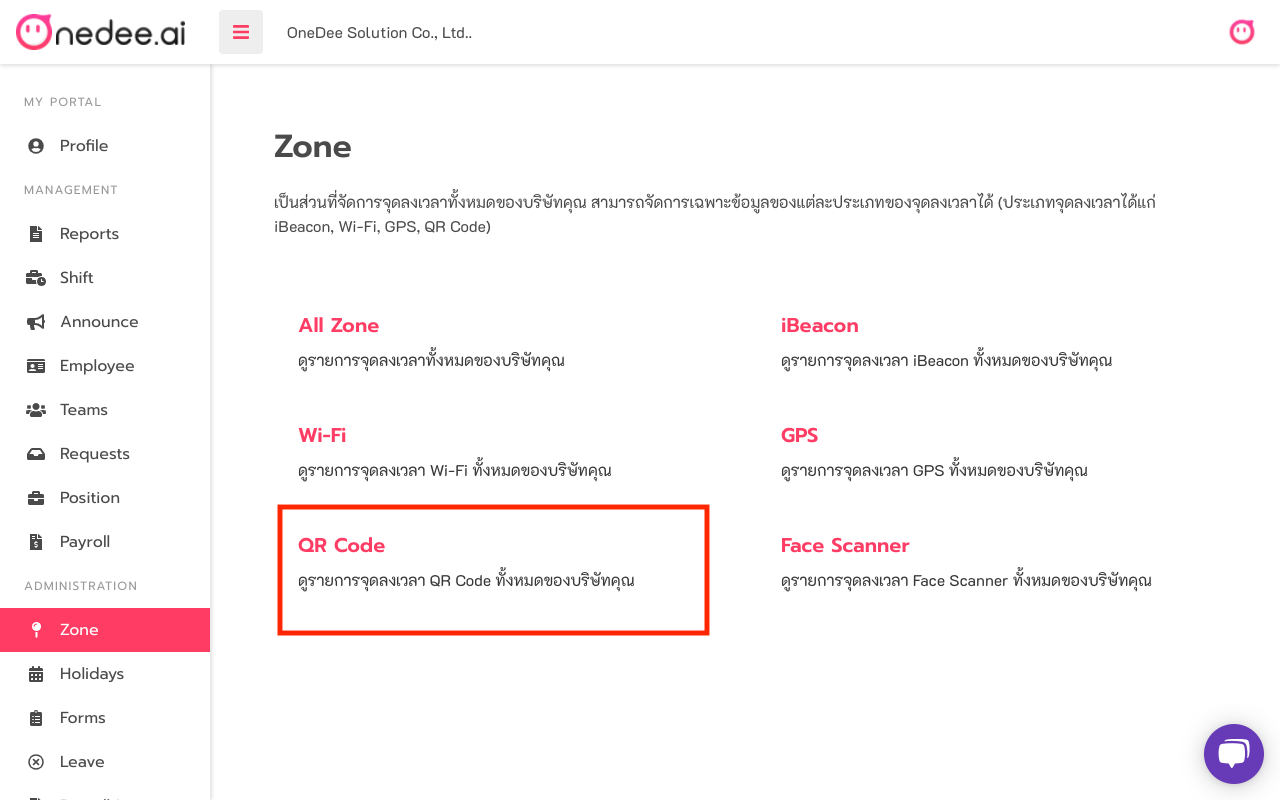 Onedee.ai
OneDee Solution Co., Ltd..
MY PORTAL
Profile
MANAGEMENT
Reports
Shift
Announce
Employee
Teams
Requests
Position
Payroll
ADMINISTRATION
Zone
Holidays
Forms
Leave
Zone
เป็นส่วนที่จัดการจุดลงเวลาทั้งหมดของบริษัทคุณ สามารถจัดการเฉพาะข้อมูลของแต่ละประเภทของจุดลงเวลาได้ (ประเภทจุดลงเวลาได้แก่
iBeacon, Wi-Fi, GPS, QR Code)
All Zone
ดูรายการจุดลงเวลาทั้งหมดของบริษัทคุณ
iBeacon
ดูรายการจุดลงเวลา iBeacon ทั้งหมดของบริษัทคุณ
Wi-Fi
ดูรายการจุดลงเวลา Wi-Fi ทั้งหมดของบริษัทคุณ
GPS
ดูรายการจุดลงเวลา GPS ทั้งหมดของบริษัทคุณ
QR Code
ดูรายการจุดลงเวลา QR Code ทั้งหมดของบริษัทคุณ
Face Scanner
ดูรายการจุดลงเวลา Face Scanner ทั้งหมดของบริษัทคุณ